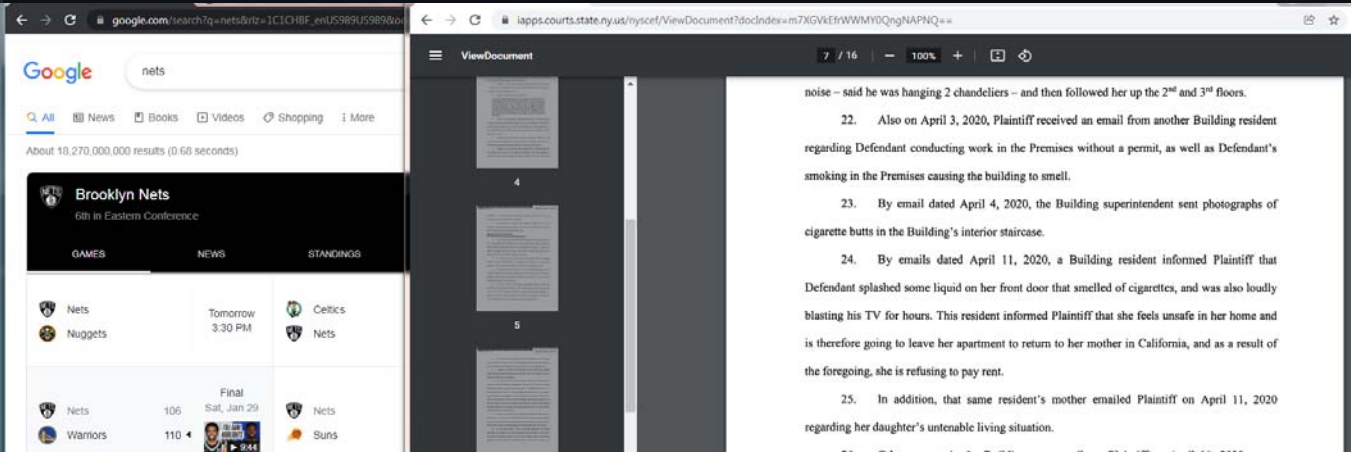 google.com/search?q=nets&rlz=1C1CHBF_enUS989US989&oo
Google
nets
All News Books Videos Shopping More
About 18,270,000,000 results (0.68 seconds)
Brooklyn Nets
6th in Eastern Conference
GAMES NEWS STANDINGS
Nets
Nuggets
Tomorrow
3:30 PM
Celtics
Nets
Nets 106
Warriors 110
Final
Sat, Jan 29
9:44
Nets
Suns
iapps.courts.state.ny.us/nyscef/ViewDocument?docIndex=m7XGVkEfrWWMY0QngNAPNQ==
ViewDocument
7 / 16 — 100% +
4
5
noise – said he was hanging 2 chandeliers – and then followed her up the 2nd and 3rd floors.
22. Also on April 3, 2020, Plaintiff received an email from another Building resident
regarding Defendant conducting work in the Premises without a permit, as well as Defendant's
smoking in the Premises causing the building to smell.
23. By email dated April 4, 2020, the Building superintendent sent photographs of
cigarette butts in the Building's interior staircase.
24. By emails dated April 11, 2020, a Building resident informed Plaintiff that
Defendant splashed some liquid on her front door that smelled of cigarettes, and was also loudly
blasting his TV for hours. This resident informed Plaintiff that she feels unsafe in her home and
is therefore going to leave her apartment to return to her mother in California, and as a result of
the foregoing, she is refusing to pay rent.
25. In addition, that same resident's mother emailed Plaintiff on April 11, 2020
regarding her daughter's untenable living situation.